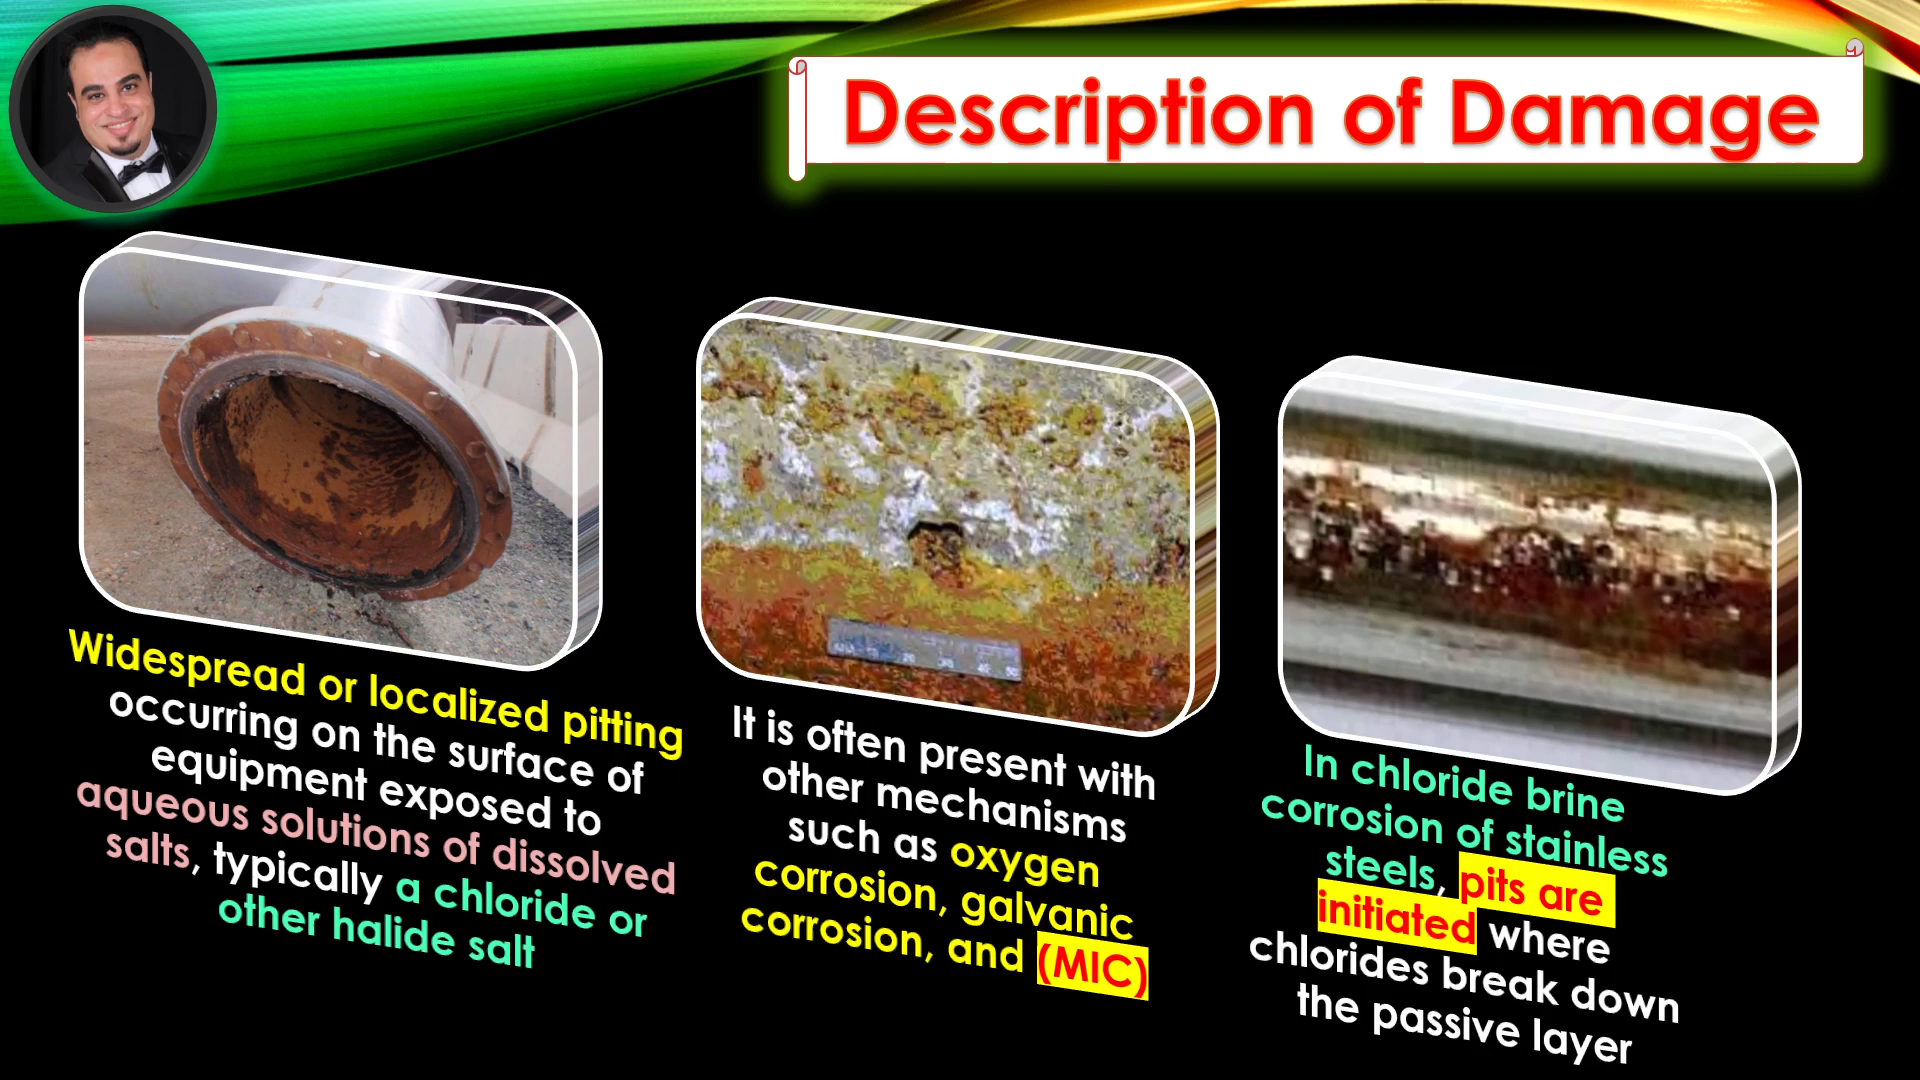 Description of Damage
Widespread or localized pitting
occurring on the surface of
equipment exposed to
aqueous solutions of dissolved
salts, typically a chloride or
other halide salt
It is often present with
other mechanisms
such as oxygen
corrosion, galvanic
corrosion, and (MIC)
In chloride brine
corrosion of stainless
steels, pits are
initiated where
chlorides break down
the passive layer